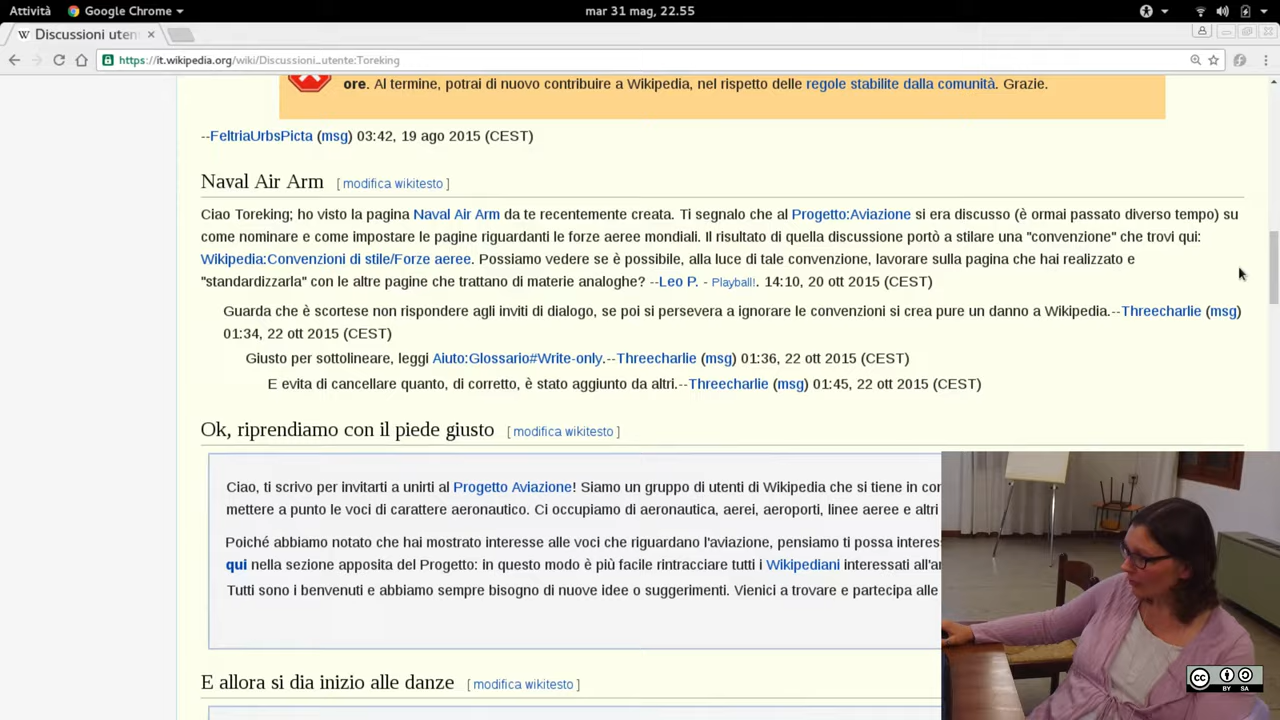 Attività Google Chrome mar 31 mag, 22.55
W Discussioni uten
https://it.wikipedia.org/wiki/Discussioni_utente:Toreking
ore. Al termine, potrai di nuovo contribuire a Wikipedia, nel rispetto delle regole stabilite dalla comunità. Grazie.
--FeltriaUrbsPicta (msg) 03:42, 19 ago 2015 (CEST)
Naval Air Arm [ modifica wikitesto ]
Ciao Toreking; ho visto la pagina Naval Air Arm da te recentemente creata. Ti segnalo che al Progetto:Aviazione si era discusso (è ormai passato diverso tempo) su
come nominare e come impostare le pagine riguardanti le forze aeree mondiali. Il risultato di quella discussione portò a stilare una "convenzione" che trovi qui:
Wikipedia:Convenzioni di stile/Forze aeree. Possiamo vedere se è possibile, alla luce di tale convenzione, lavorare sulla pagina che hai realizzato e
"standardizzarla" con le altre pagine che trattano di materie analoghe? --Leo P. - Playball!. 14:10, 20 ott 2015 (CEST)
Guarda che è scortese non rispondere agli inviti di dialogo, se poi si persevera a ignorare le convenzioni si crea pure un danno a Wikipedia.--Threecharlie (msg)
01:34, 22 ott 2015 (CEST)
Giusto per sottolineare, leggi Aiuto:Glossario#Write-only.--Threecharlie (msg) 01:36, 22 ott 2015 (CEST)
E evita di cancellare quanto, di corretto, è stato aggiunto da altri.--Threecharlie (msg) 01:45, 22 ott 2015 (CEST)
Ok, riprendiamo con il piede giusto [ modifica wikitesto ]
Ciao, ti scrivo per invitarti a unirti al Progetto Aviazione! Siamo un gruppo di utenti di Wikipedia che si tiene in cor
mettere a punto le voci di carattere aeronautico. Ci occupiamo di aeronautica, aerei, aeroporti, linee aeree e altri
Poiché abbiamo notato che hai mostrato interesse alle voci che riguardano l'aviazione, pensiamo ti possa interes
qui nella sezione apposita del Progetto: in questo modo è più facile rintracciare tutti i Wikipediani interessati all'a
Tutti sono i benvenuti e abbiamo sempre bisogno di nuove idee o suggerimenti. Vienici a trovare e partecipa alle
E allora si dia inizio alle danze [ modifica wikitesto ]
cc BY SA